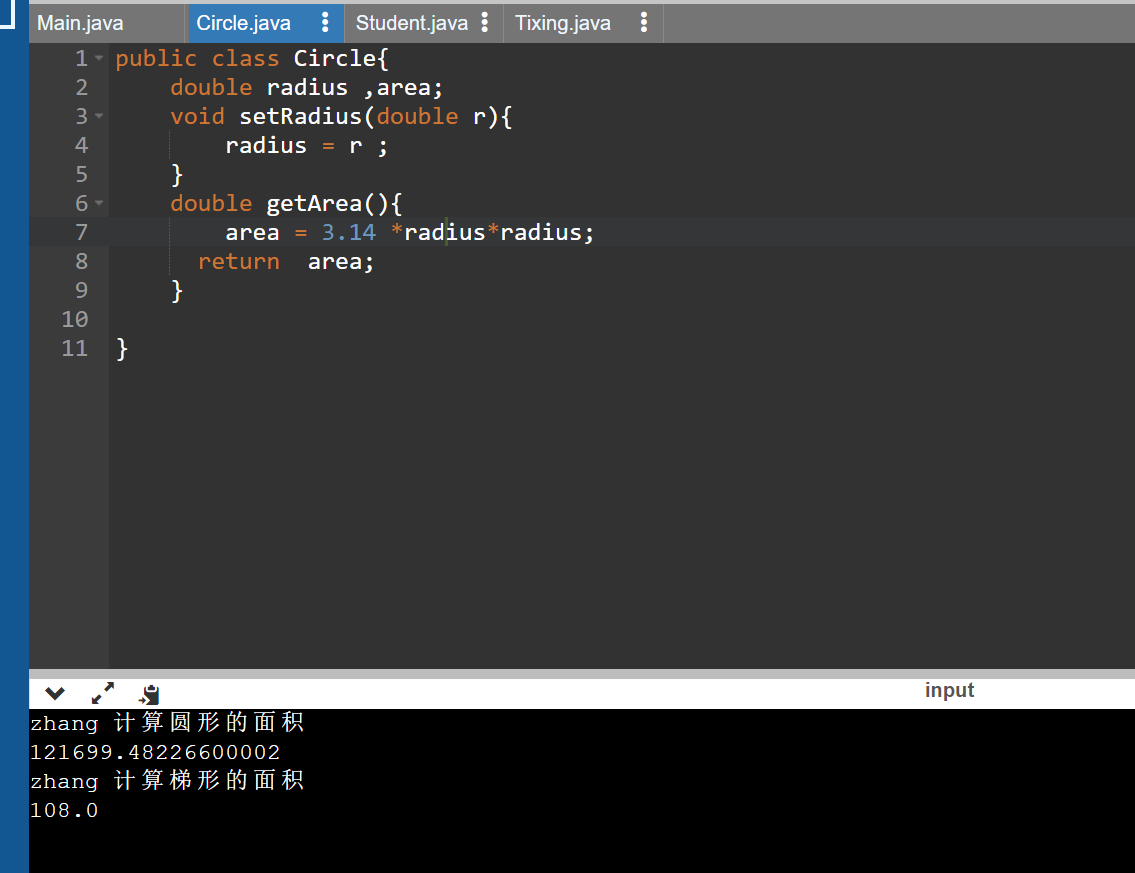 Main.java Circle.java Student.java Tixing.java
1 public class Circle{
2 double radius ,area;
3 void setRadius(double r){
4 radius = r ;
5 }
6 double getArea(){
7 area = 3.14 *radius*radius;
8 return  area;
9 }
10
11 }
input
zhang 计算圆形的面积
121699.48226600002
zhang 计算梯形的面积
108.0